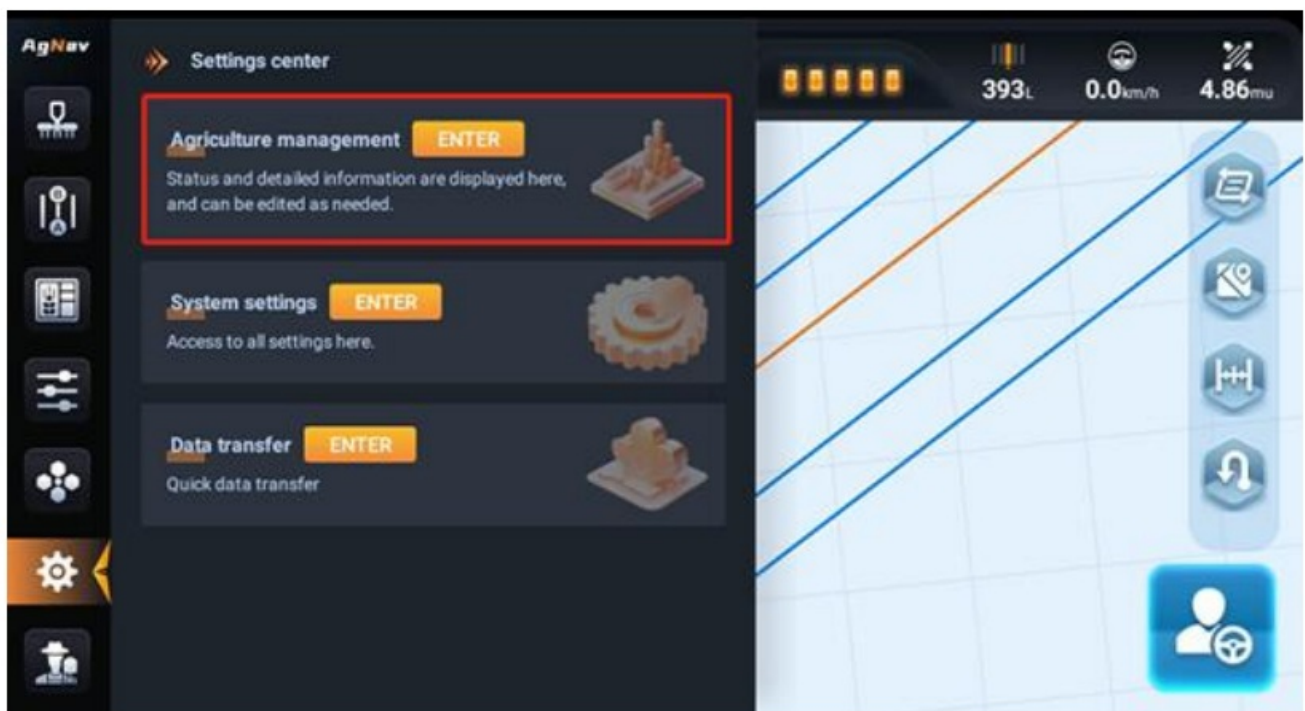 AgNav
Settings center
Agriculture management ENTER
Status and detailed information are displayed here,
and can be edited as needed.
System settings ENTER
Access to all settings here.
Data transfer ENTER
Quick data transfer
393L
0.0km/h
4.86mu
B
A